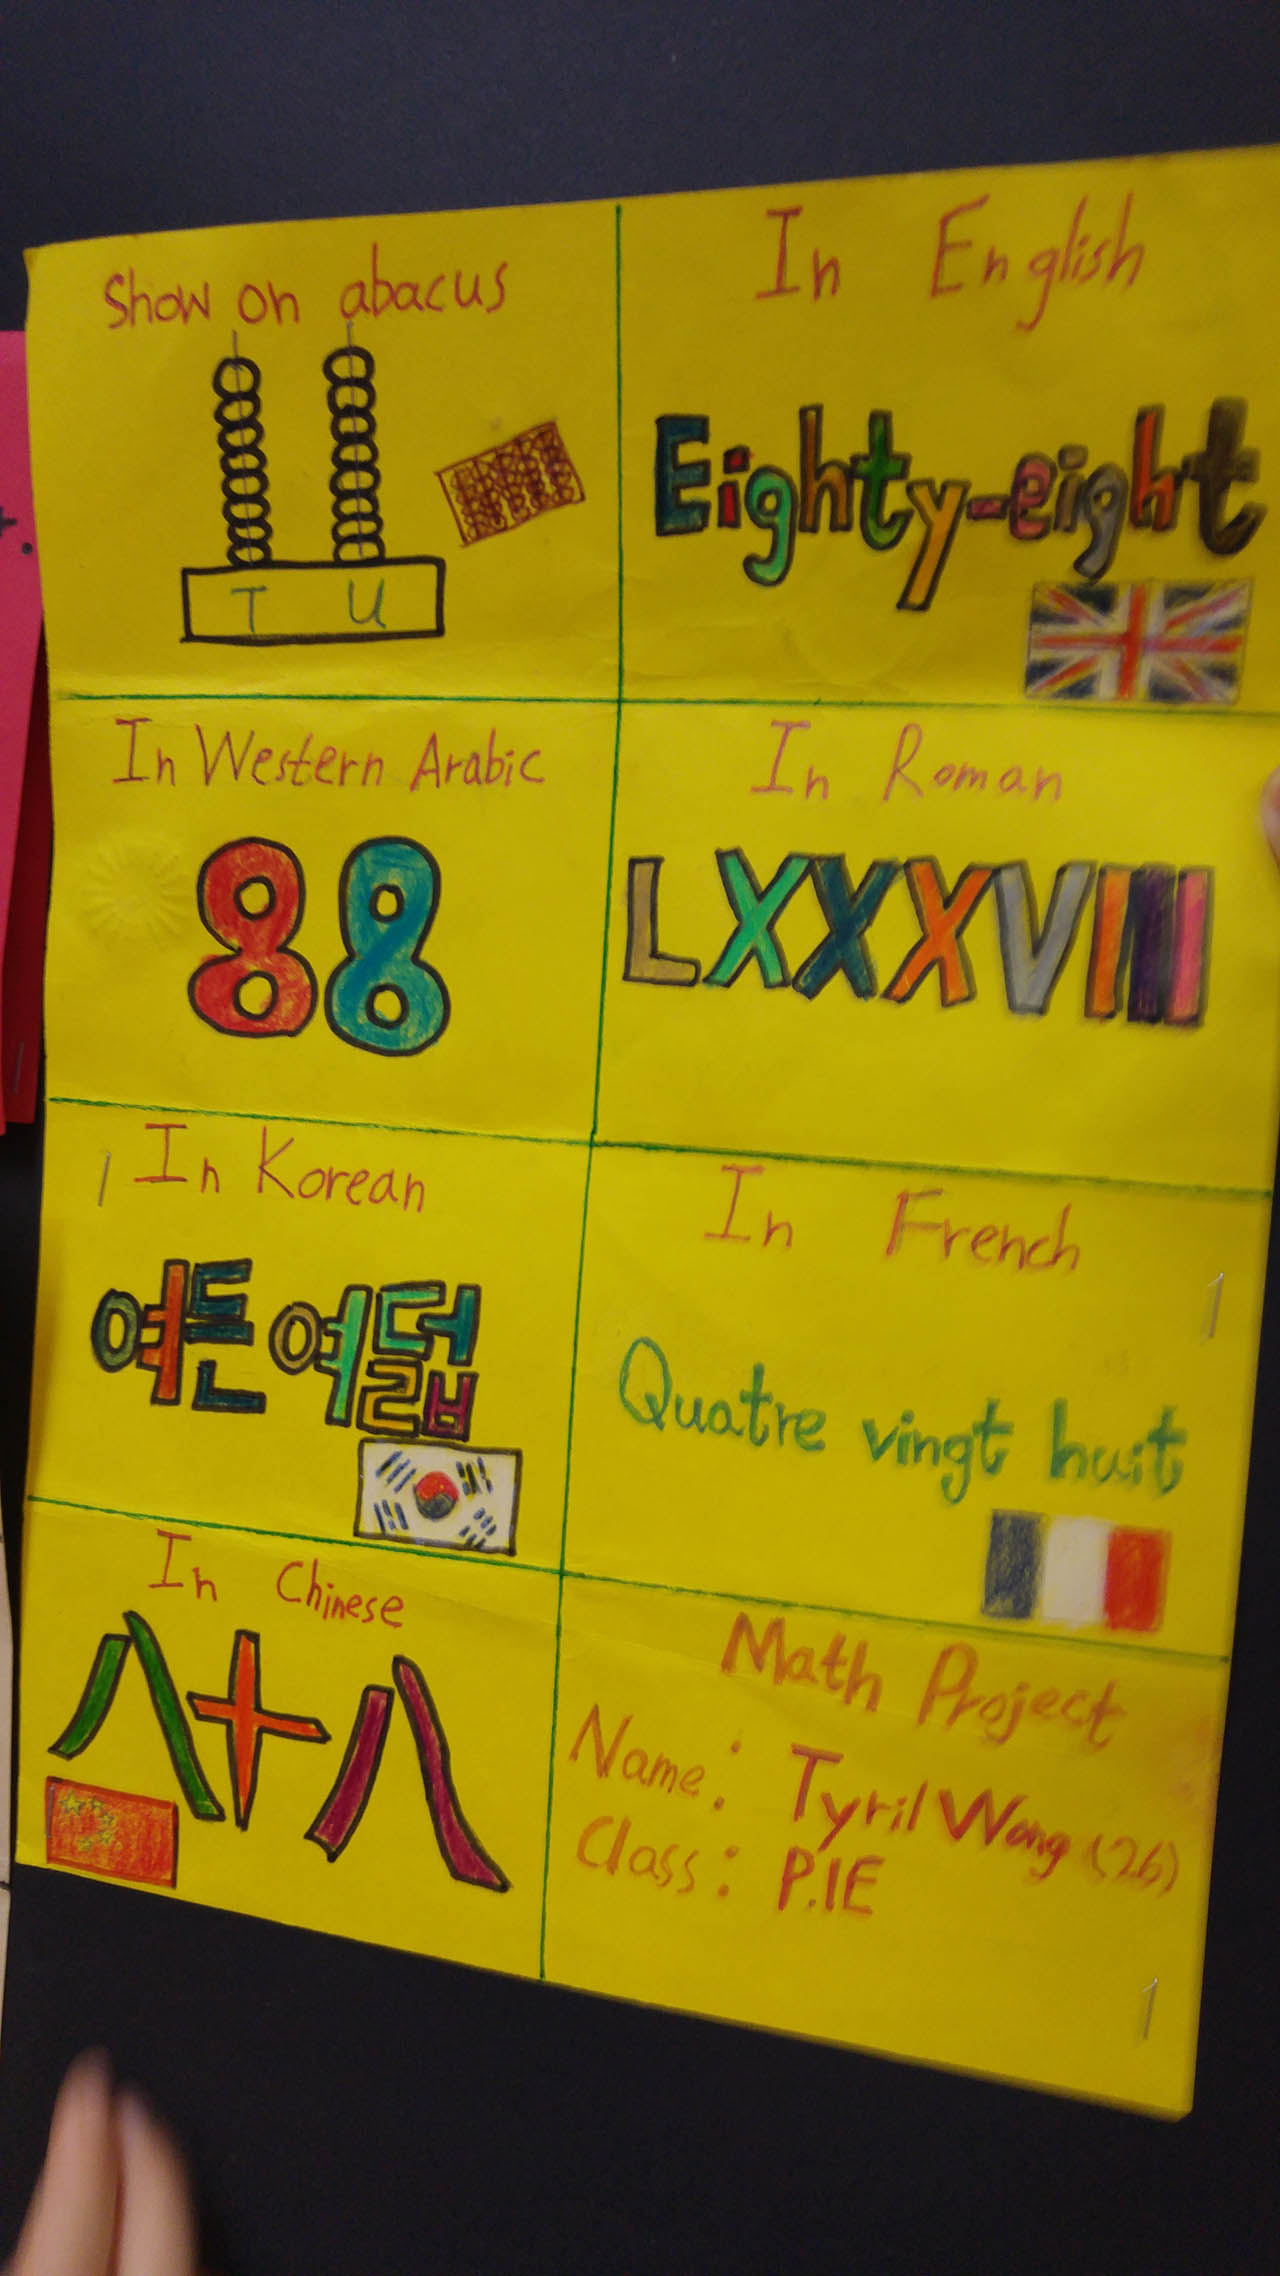 Show on abacus
T U
In English
Eighty-eight
In Western Arabic
88
In Roman
LXXXVIII
In Korean
여든여덟
In French
Quatre vingt huit
In Chinese
八十八
Math Project
Name: Tyril Wong (26)
Class: P.1E